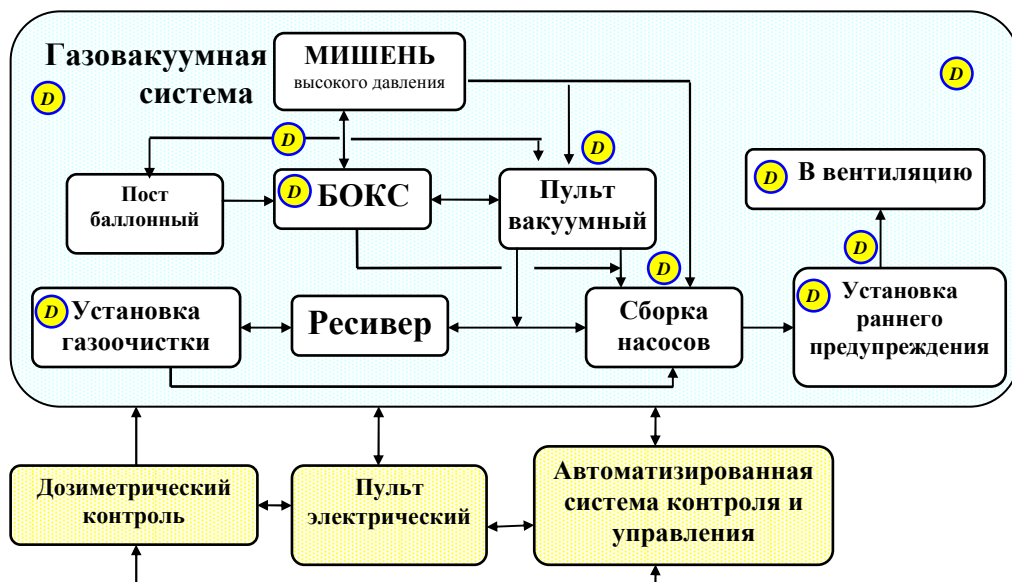 Газовакуумная
система
МИШЕНЬ
высокого давления
D
D
D
D
Пост
баллонный
D
БОКС
Пульт
вакуумный
D
В вентиляцию
D
D
D
Установка
газоочистки
Ресивер
Сборка
насосов
D
Установка
раннего
предупреждения
Дозиметрический
контроль
Пульт
электрический
Автоматизированная
система контроля и
управления